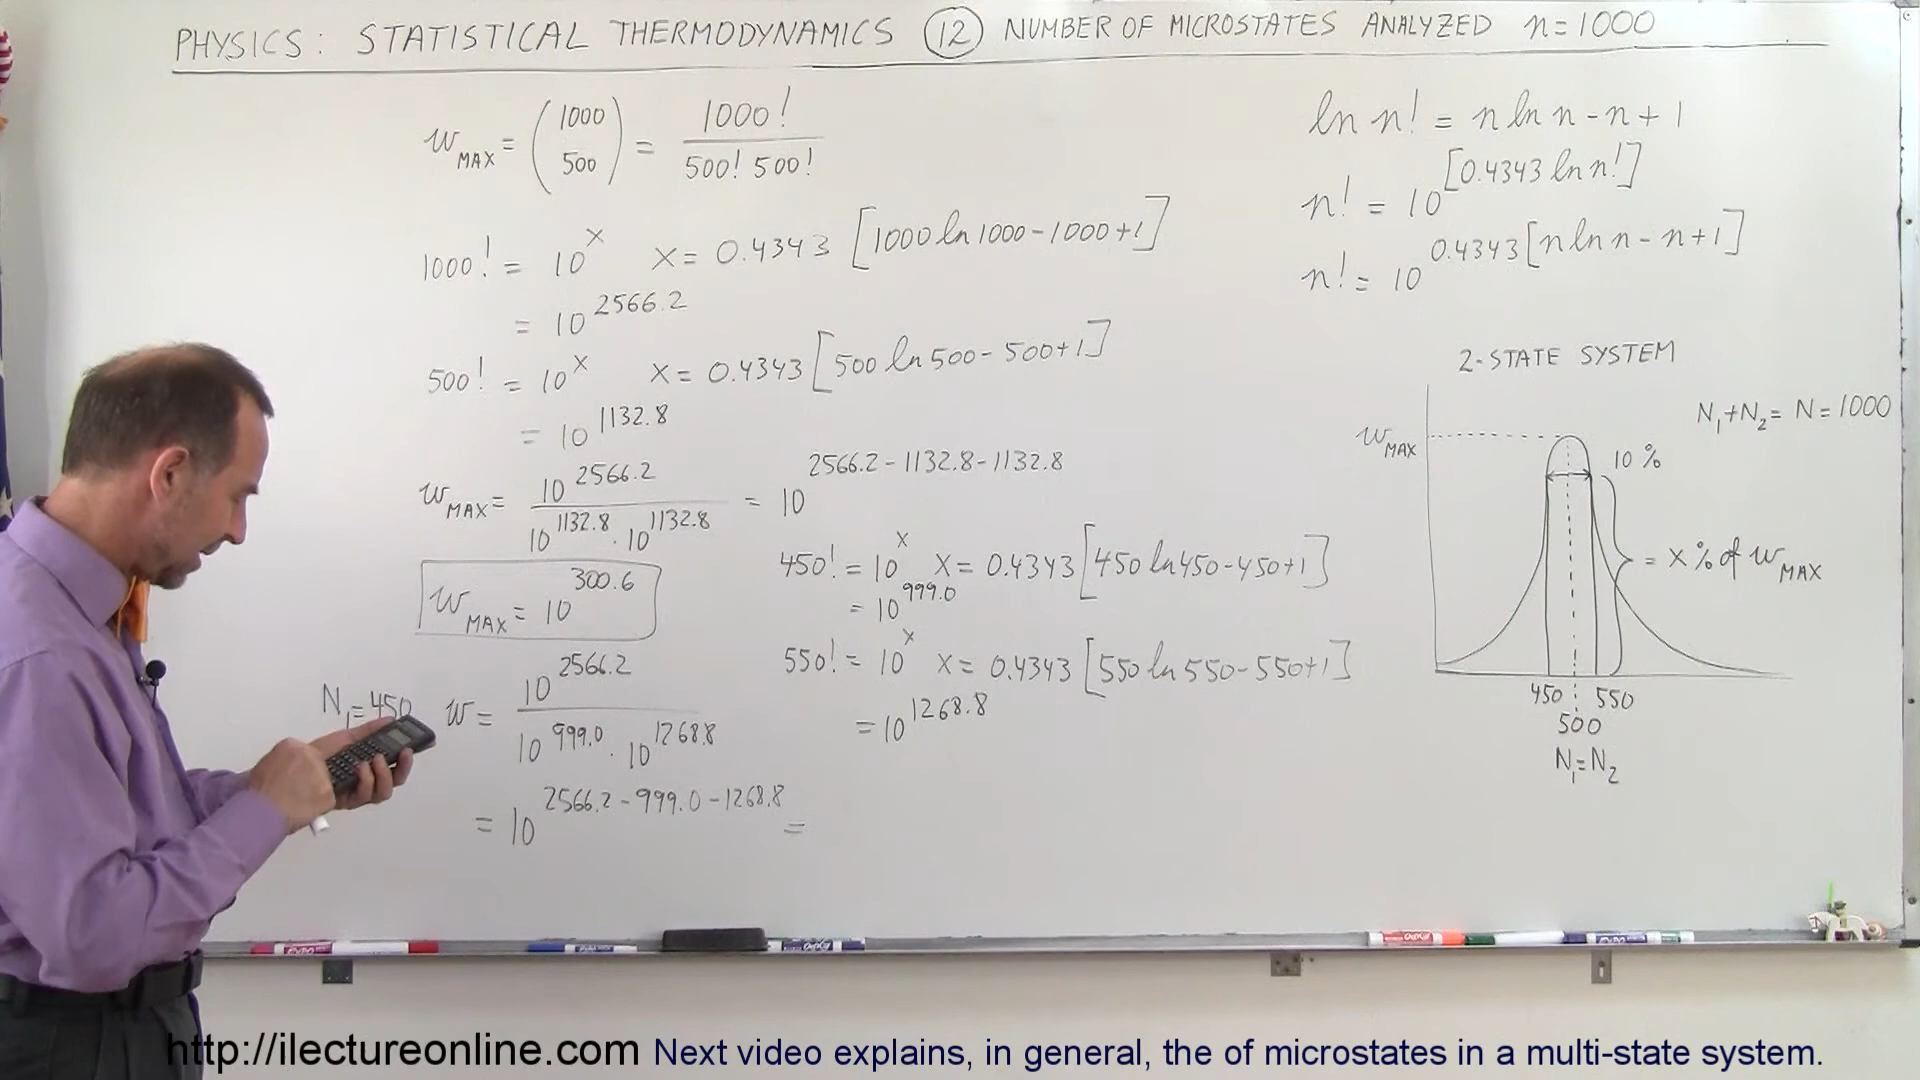 PHYSICS: STATISTICAL THERMODYNAMICS (12) NUMBER OF MICROSTATES ANALYZED n=1000
w_MAX = (1000 500) = 1000! / 500! 500!
1000! = 10^x x = 0.4343 [1000 ln 1000 - 1000 + 1]
= 10^2566.2
500! = 10^x x = 0.4343 [500 ln 500 - 500 + 1]
= 10^1132.8
w_MAX = 10^2566.2 / 10^1132.8 · 10^1132.8 = 10^2566.2 - 1132.8 - 1132.8
w_MAX = 10^300.6
N_1 = 450 w = 10^2566.2 / 10^999.0 · 10^1268.8
= 10^2566.2 - 999.0 - 1268.8 =
450! = 10^x x = 0.4343 [450 ln 450 - 450 + 1]
= 10^999.0
550! = 10^x x = 0.4343 [550 ln 550 - 550 + 1]
= 10^1268.8
ln n! = n ln n - n + 1
n! = 10^[0.4343 ln n!]
n! = 10^0.4343 [n ln n - n + 1]
2-STATE SYSTEM
N_1 + N_2 = N = 1000
w_MAX
10 %
= x % of w_MAX
450 550
500
N_1 = N_2
http://ilectureonline.com Next video explains, in general, the of microstates in a multi-state system.